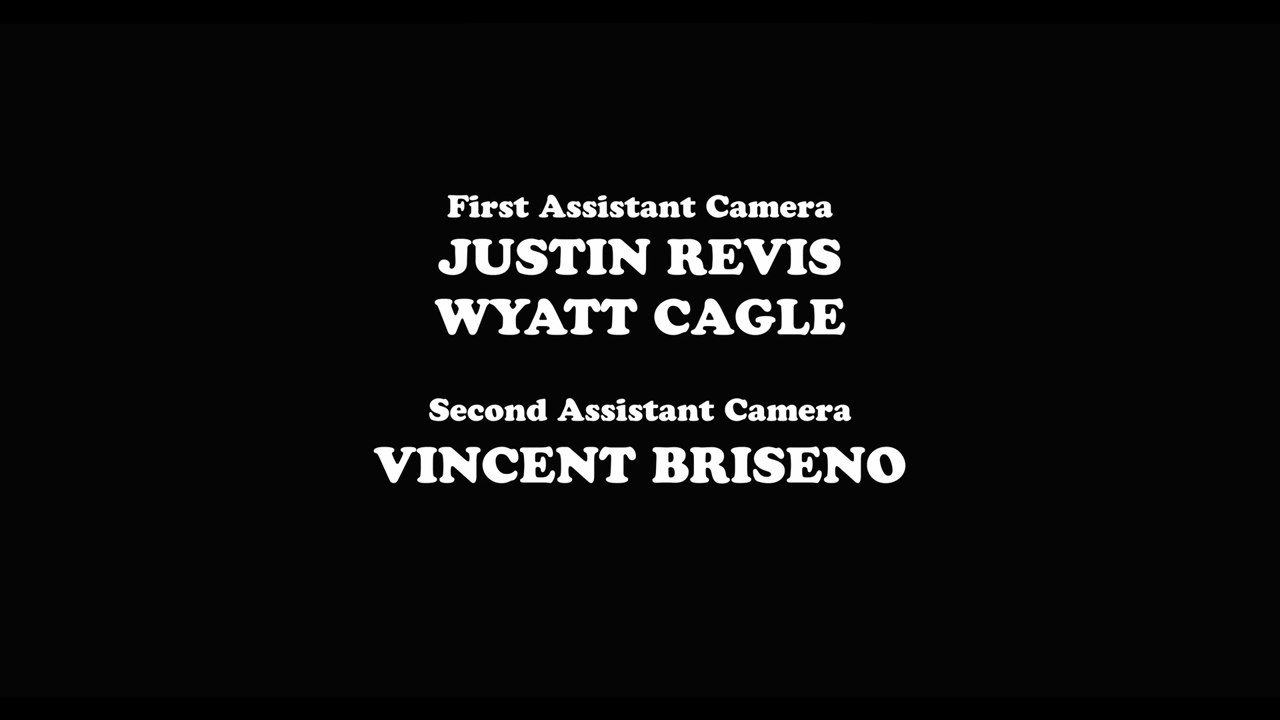 First Assistant Camera
JUSTIN REVIS
WYATT CAGLE
Second Assistant Camera
VINCENT BRISENO